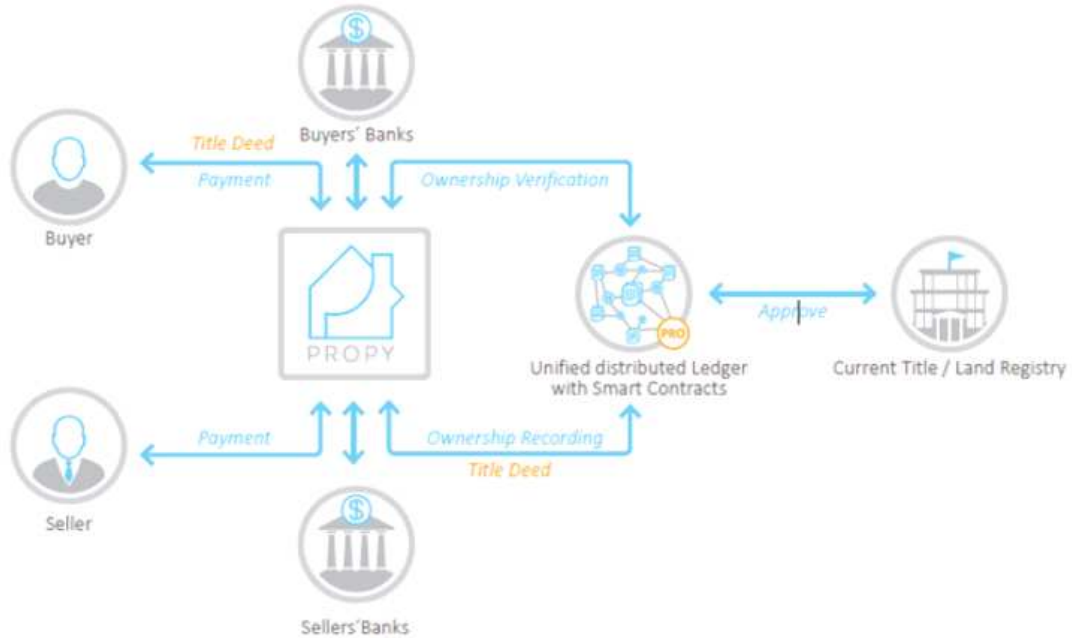 $
Buyers' Banks
Title Deed
Payment
Ownership Verification
Buyer
PROPY
PRO
Approve
Unified distributed Ledger
with Smart Contracts
Current Title / Land Registry
Payment
Ownership Recording
Title Deed
Seller
$
Sellers'Banks